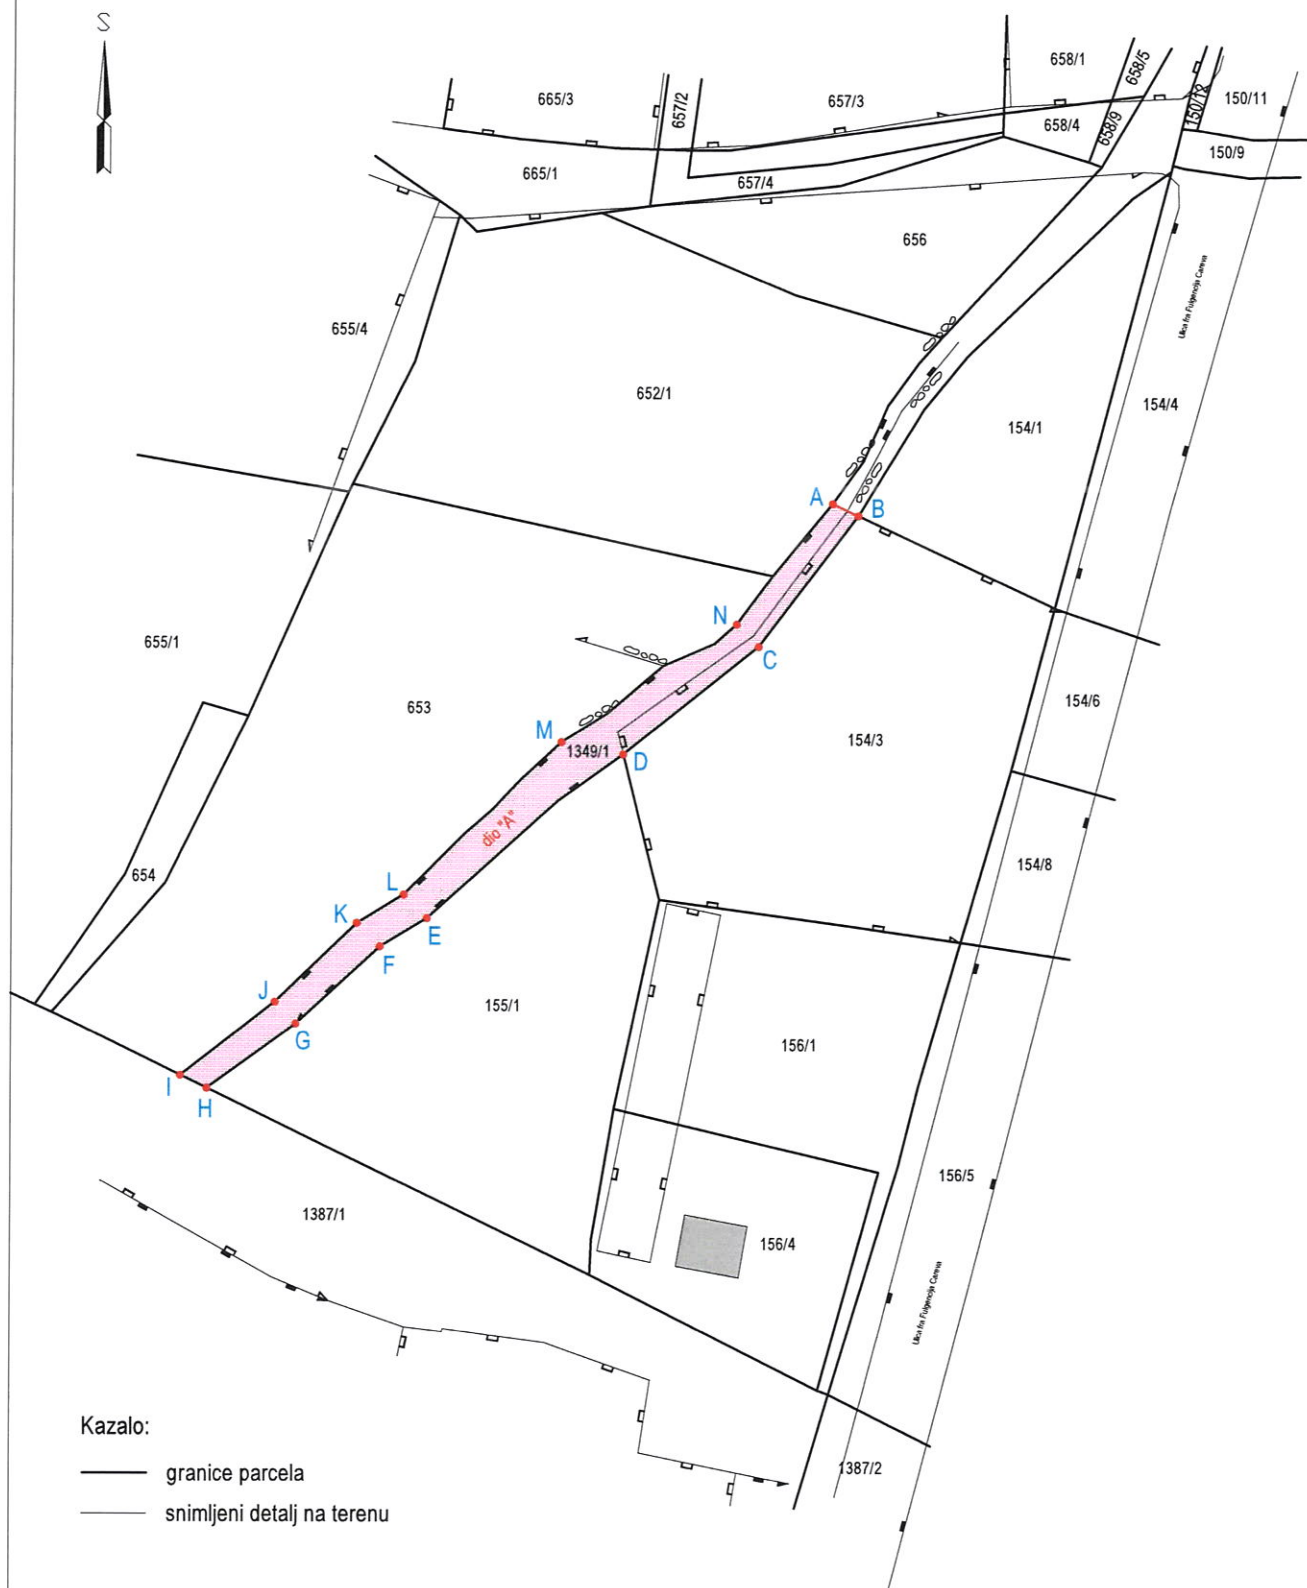 S
658/1
658/5
665/3
657/2
657/3
150/12
150/11
658/4
658/9
150/9
665/1
657/4
656
Ulica fra Fulgencija Careva
655/4
652/1
154/4
154/1
A
B
N
C
655/1
154/6
653
M
1349/1
D
154/3
dio "A"
154/8
654
L
K
E
F
J
155/1
G
156/1
I
H
156/5
1387/1
156/4
Ulica fra Fulgencija Careva
Kazalo:
1387/2
granice parcela
snimljeni detalj na terenu